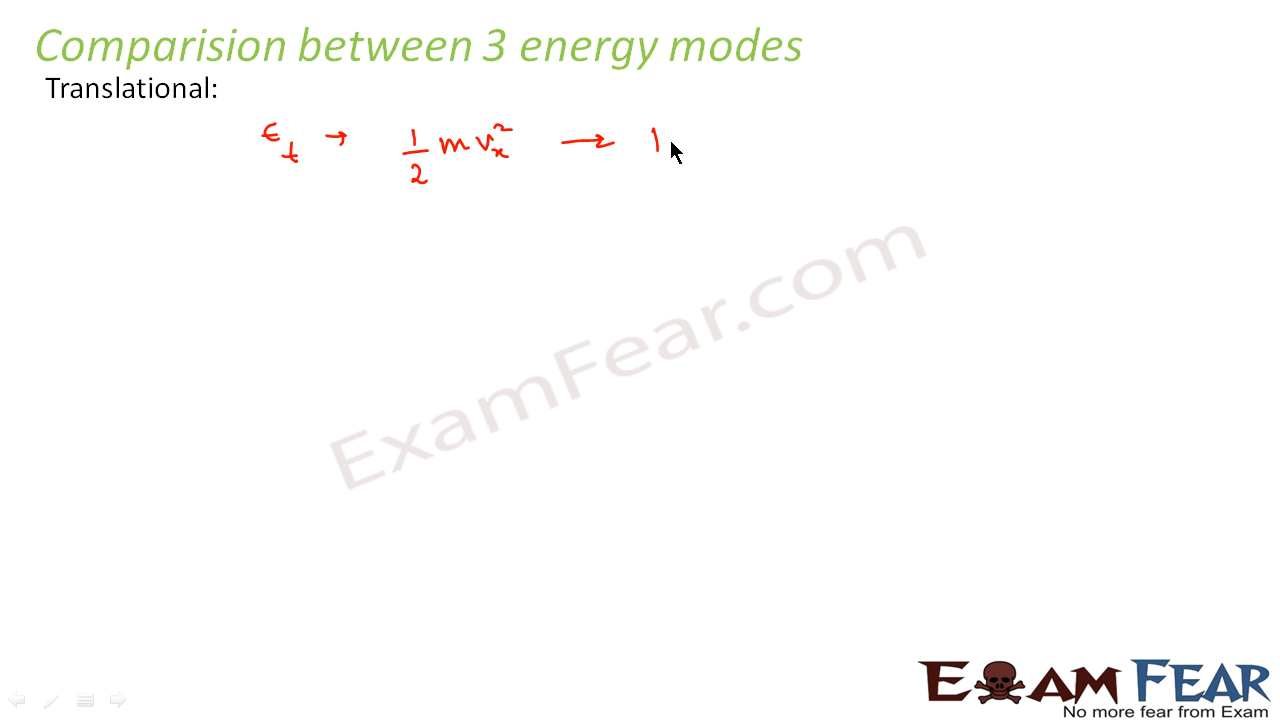 Comparision between 3 energy modes
Translational:
ϵₜ → 1/2 m vₓ² → 1
ExamFear.com
EXAM FEAR
No more fear from Exam